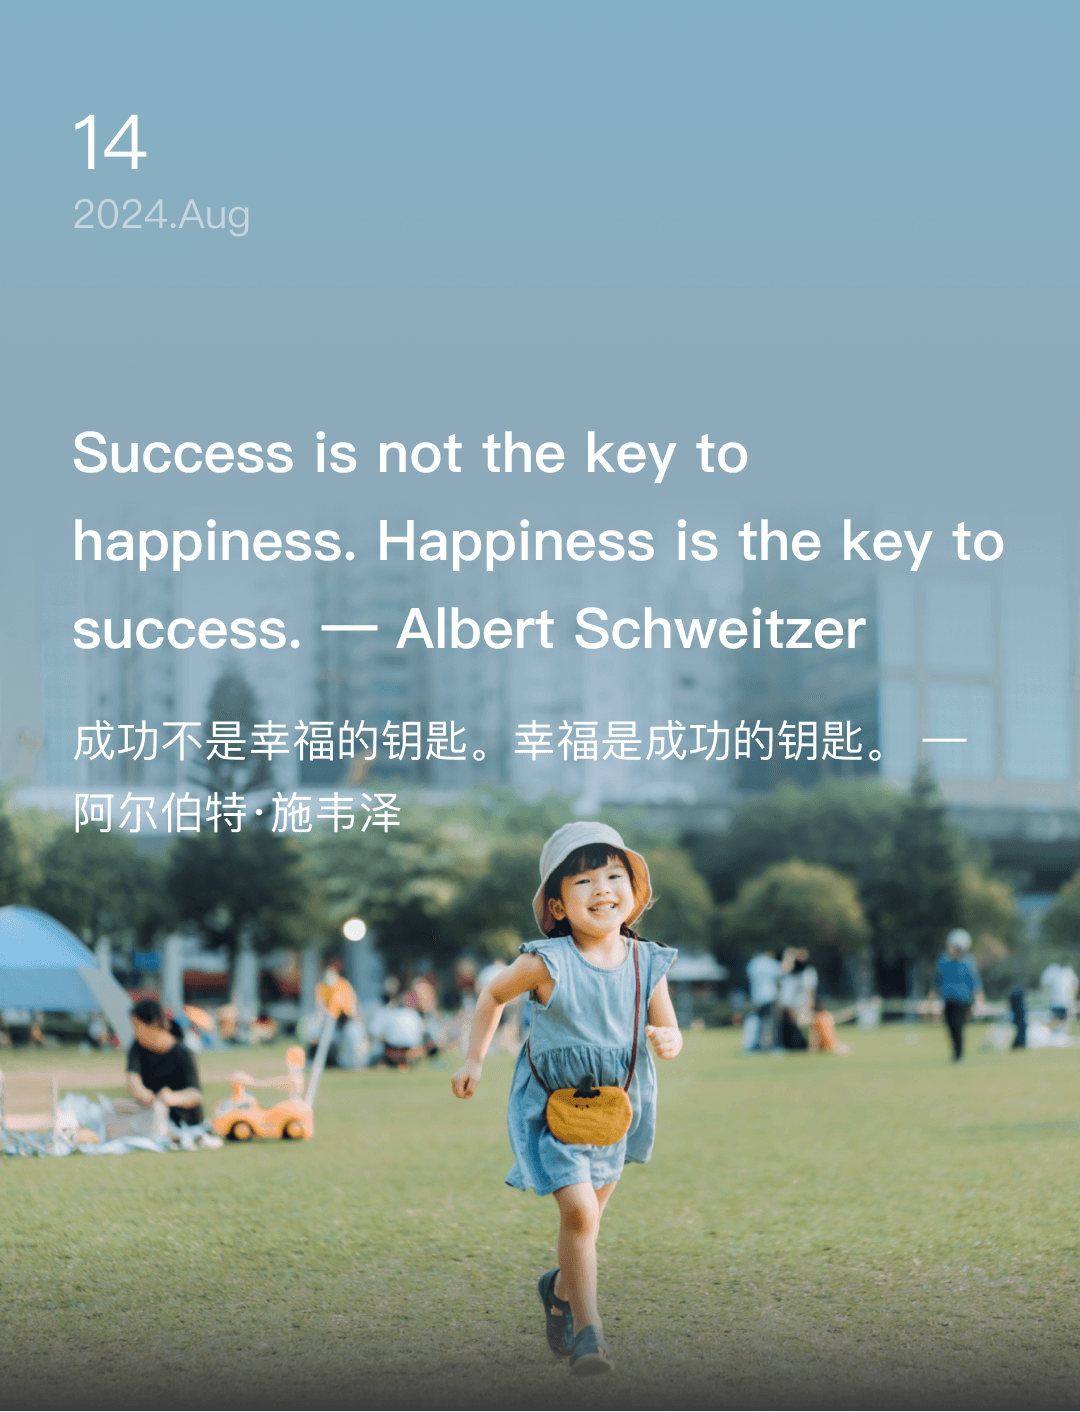 14
2024.Aug
Success is not the key to
happiness. Happiness is the key to
success. — Albert Schweitzer
成功不是幸福的钥匙。幸福是成功的钥匙。 —
阿尔伯特·施韦泽